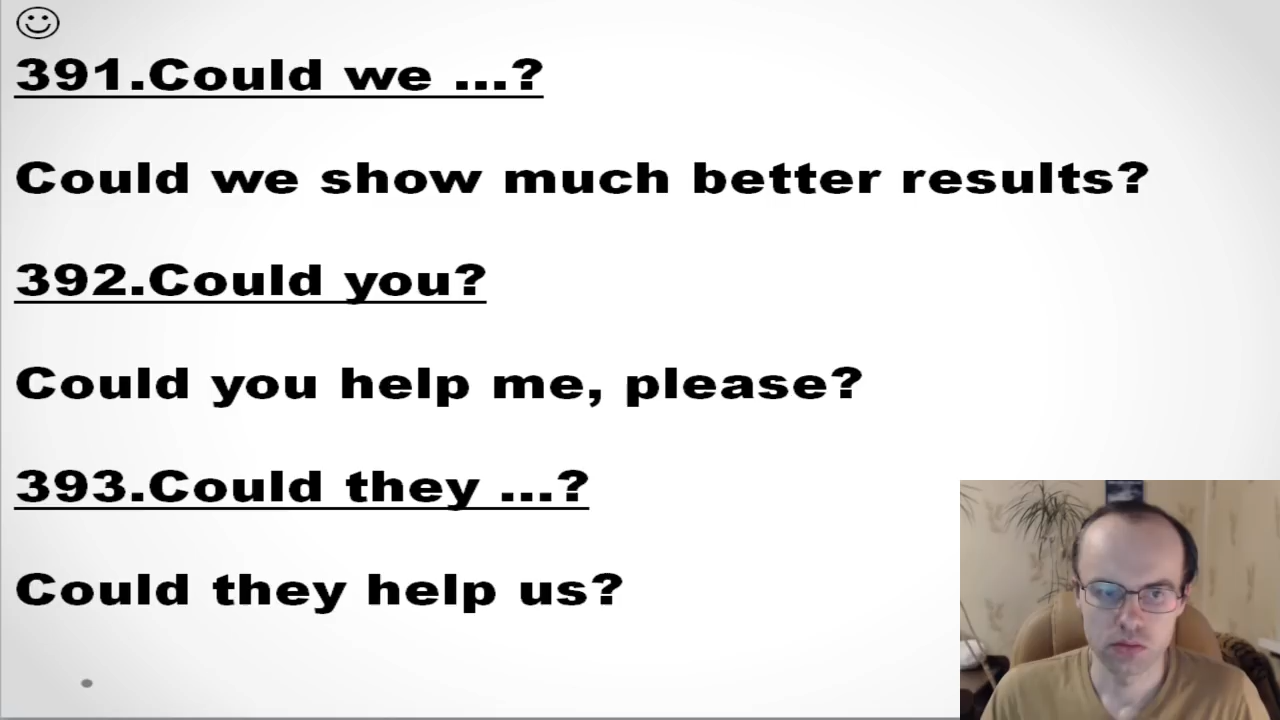 391.Could we ...?
Could we show much better results?
392.Could you?
Could you help me, please?
393.Could they ...?
Could they help us?